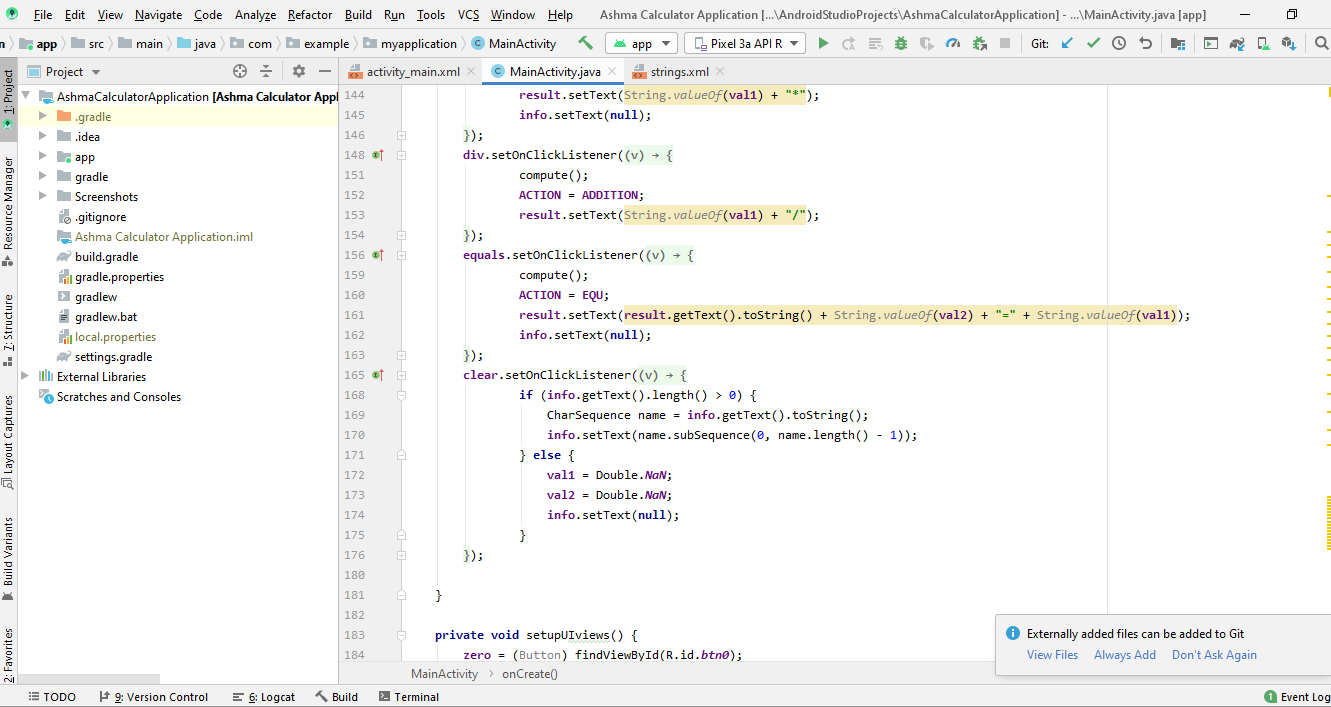 File Edit View Navigate Code Analyze Refactor Build Run Tools VCS Window Help Ashma Calculator Application [...\AndroidStudioProjects\AshmaCalculatorApplication] - ...\MainActivity.java [app]
app src main java com example myapplication MainActivity app Pixel 3a API R Git:
Project activity_main.xml MainActivity.java strings.xml
1: Project
Resource Manager
7: Structure
Layout Captures
Build Variants
2: Favorites
AshmaCalculatorApplication [Ashma Calculator Appl
.gradle
.idea
app
gradle
Screenshots
.gitignore
Ashma Calculator Application.iml
build.gradle
gradle.properties
gradlew
gradlew.bat
local.properties
settings.gradle
External Libraries
Scratches and Consoles
144 result.setText(String.valueOf(val1) + "*");
145 info.setText(null);
146 });
148 div.setOnClickListener((v) → {
151 compute();
152 ACTION = ADDITION;
153 result.setText(String.valueOf(val1) + "/");
154 });
156 equals.setOnClickListener((v) → {
159 compute();
160 ACTION = EQU;
161 result.setText(result.getText().toString() + String.valueOf(val2) + "=" + String.valueOf(val1));
162 info.setText(null);
163 });
165 clear.setOnClickListener((v) → {
168 if (info.getText().length() > 0) {
169 CharSequence name = info.getText().toString();
170 info.setText(name.subSequence(0, name.length() - 1));
171 } else {
172 val1 = Double.NaN;
173 val2 = Double.NaN;
174 info.setText(null);
175 }
176 });
180
181 }
182
183 private void setupUIviews() {
184 zero = (Button) findViewById(R.id.btn0);
MainActivity > onCreate()
Externally added files can be added to Git
View Files Always Add Don't Ask Again
TODO 9: Version Control 6: Logcat Build Terminal 1 Event Log